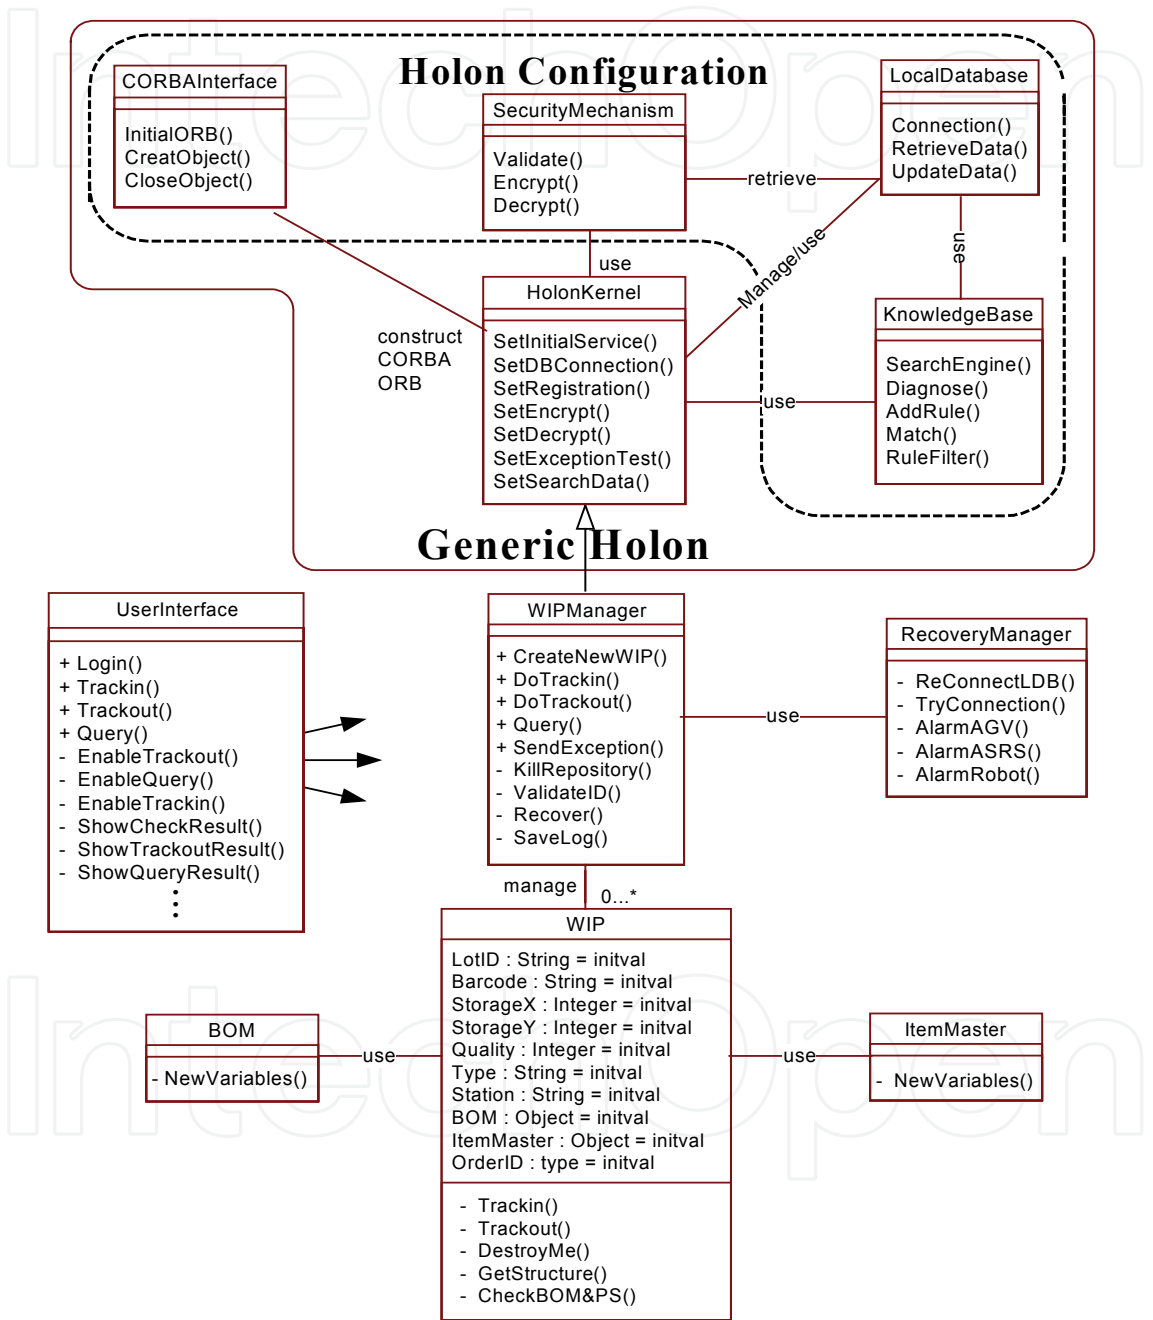 Holon Configuration
CORBAInterface
InitialORB()
CreatObject()
CloseObject()
SecurityMechanism
Validate()
Encrypt()
Decrypt()
LocalDatabase
Connection()
RetrieveData()
UpdateData()
retrieve
use
Manage/use
use
construct
CORBA
ORB
HolonKernel
SetInitialService()
SetDBConnection()
SetRegistration()
SetEncrypt()
SetDecrypt()
SetExceptionTest()
SetSearchData()
use
KnowledgeBase
SearchEngine()
Diagnose()
AddRule()
Match()
RuleFilter()
Generic Holon
UserInterface
+ Login()
+ Trackin()
+ Trackout()
+ Query()
- EnableTrackout()
- EnableQuery()
- EnableTrackin()
- ShowCheckResult()
- ShowTrackoutResult()
- ShowQueryResult()
WIPManager
+ CreateNewWIP()
+ DoTrackin()
+ DoTrackout()
+ Query()
+ SendException()
- KillRepository()
- ValidateID()
- Recover()
- SaveLog()
use
RecoveryManager
- ReConnectLDB()
- TryConnection()
- AlarmAGV()
- AlarmASRS()
- AlarmRobot()
manage
0...*
WIP
LotID : String = initval
Barcode : String = initval
StorageX : Integer = initval
StorageY : Integer = initval
Quality : Integer = initval
Type : String = initval
Station : String = initval
BOM : Object = initval
ItemMaster : Object = initval
OrderID : type = initval
- Trackin()
- Trackout()
- DestroyMe()
- GetStructure()
- CheckBOM&PS()
BOM
- NewVariables()
use
use
ItemMaster
- NewVariables()
IntechOpen
IntechOpen